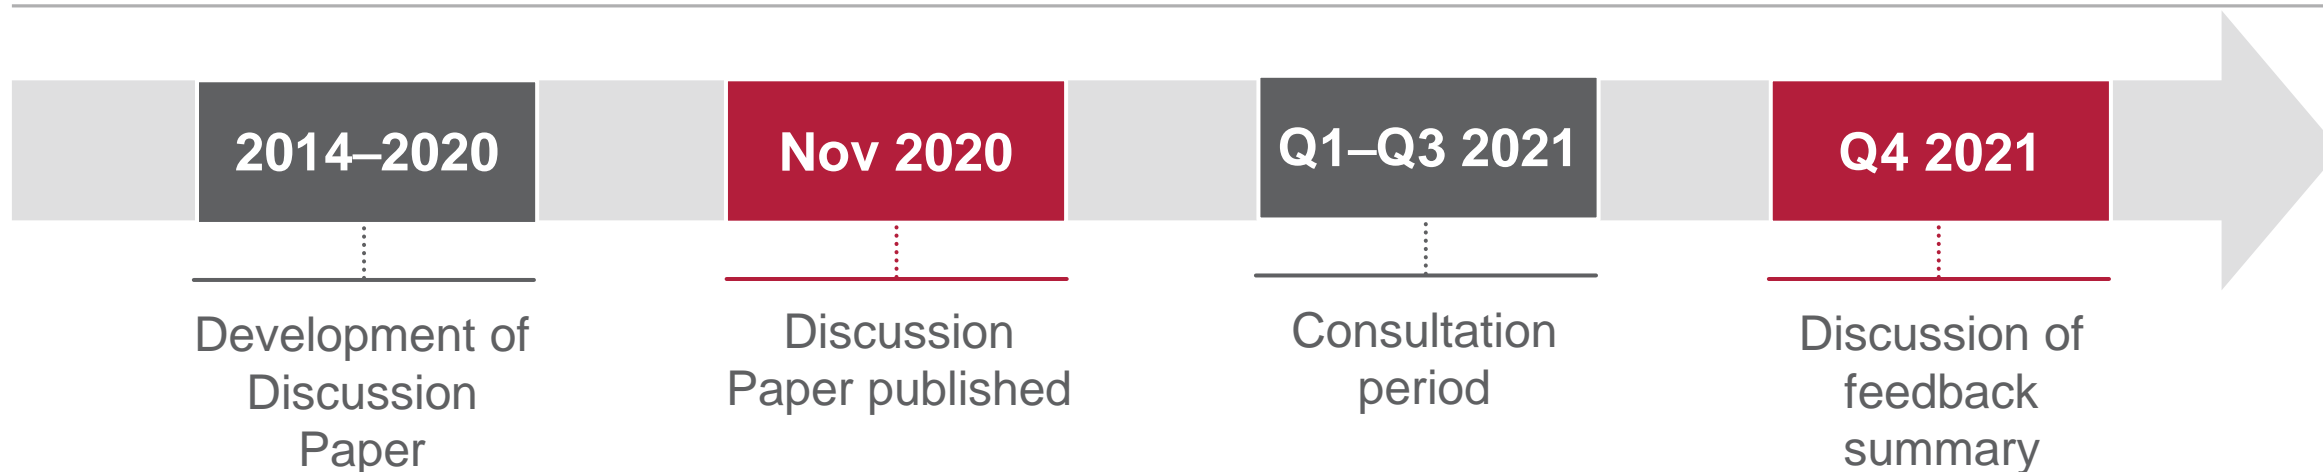 2014–2020
Nov 2020
Q1–Q3 2021
Q4 2021
Development of
Discussion
Paper
Discussion
Paper published
Consultation
period
Discussion of
feedback
summary